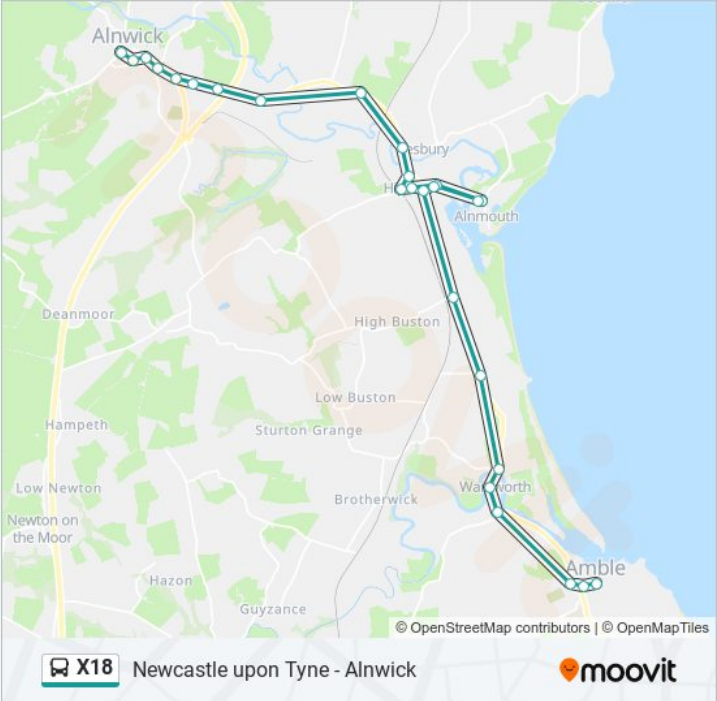 Alnwick
esbury
H
Alnmouth
Deanmoor
High Buston
Low Buston
Hampeth
Sturton Grange
Low Newton
Brotherwick
Newton on
the Moor
Amble
Hazon
Guyzance
© OpenStreetMap contributors | © OpenMapTiles
X18 Newcastle upon Tyne - Alnwick
moovit